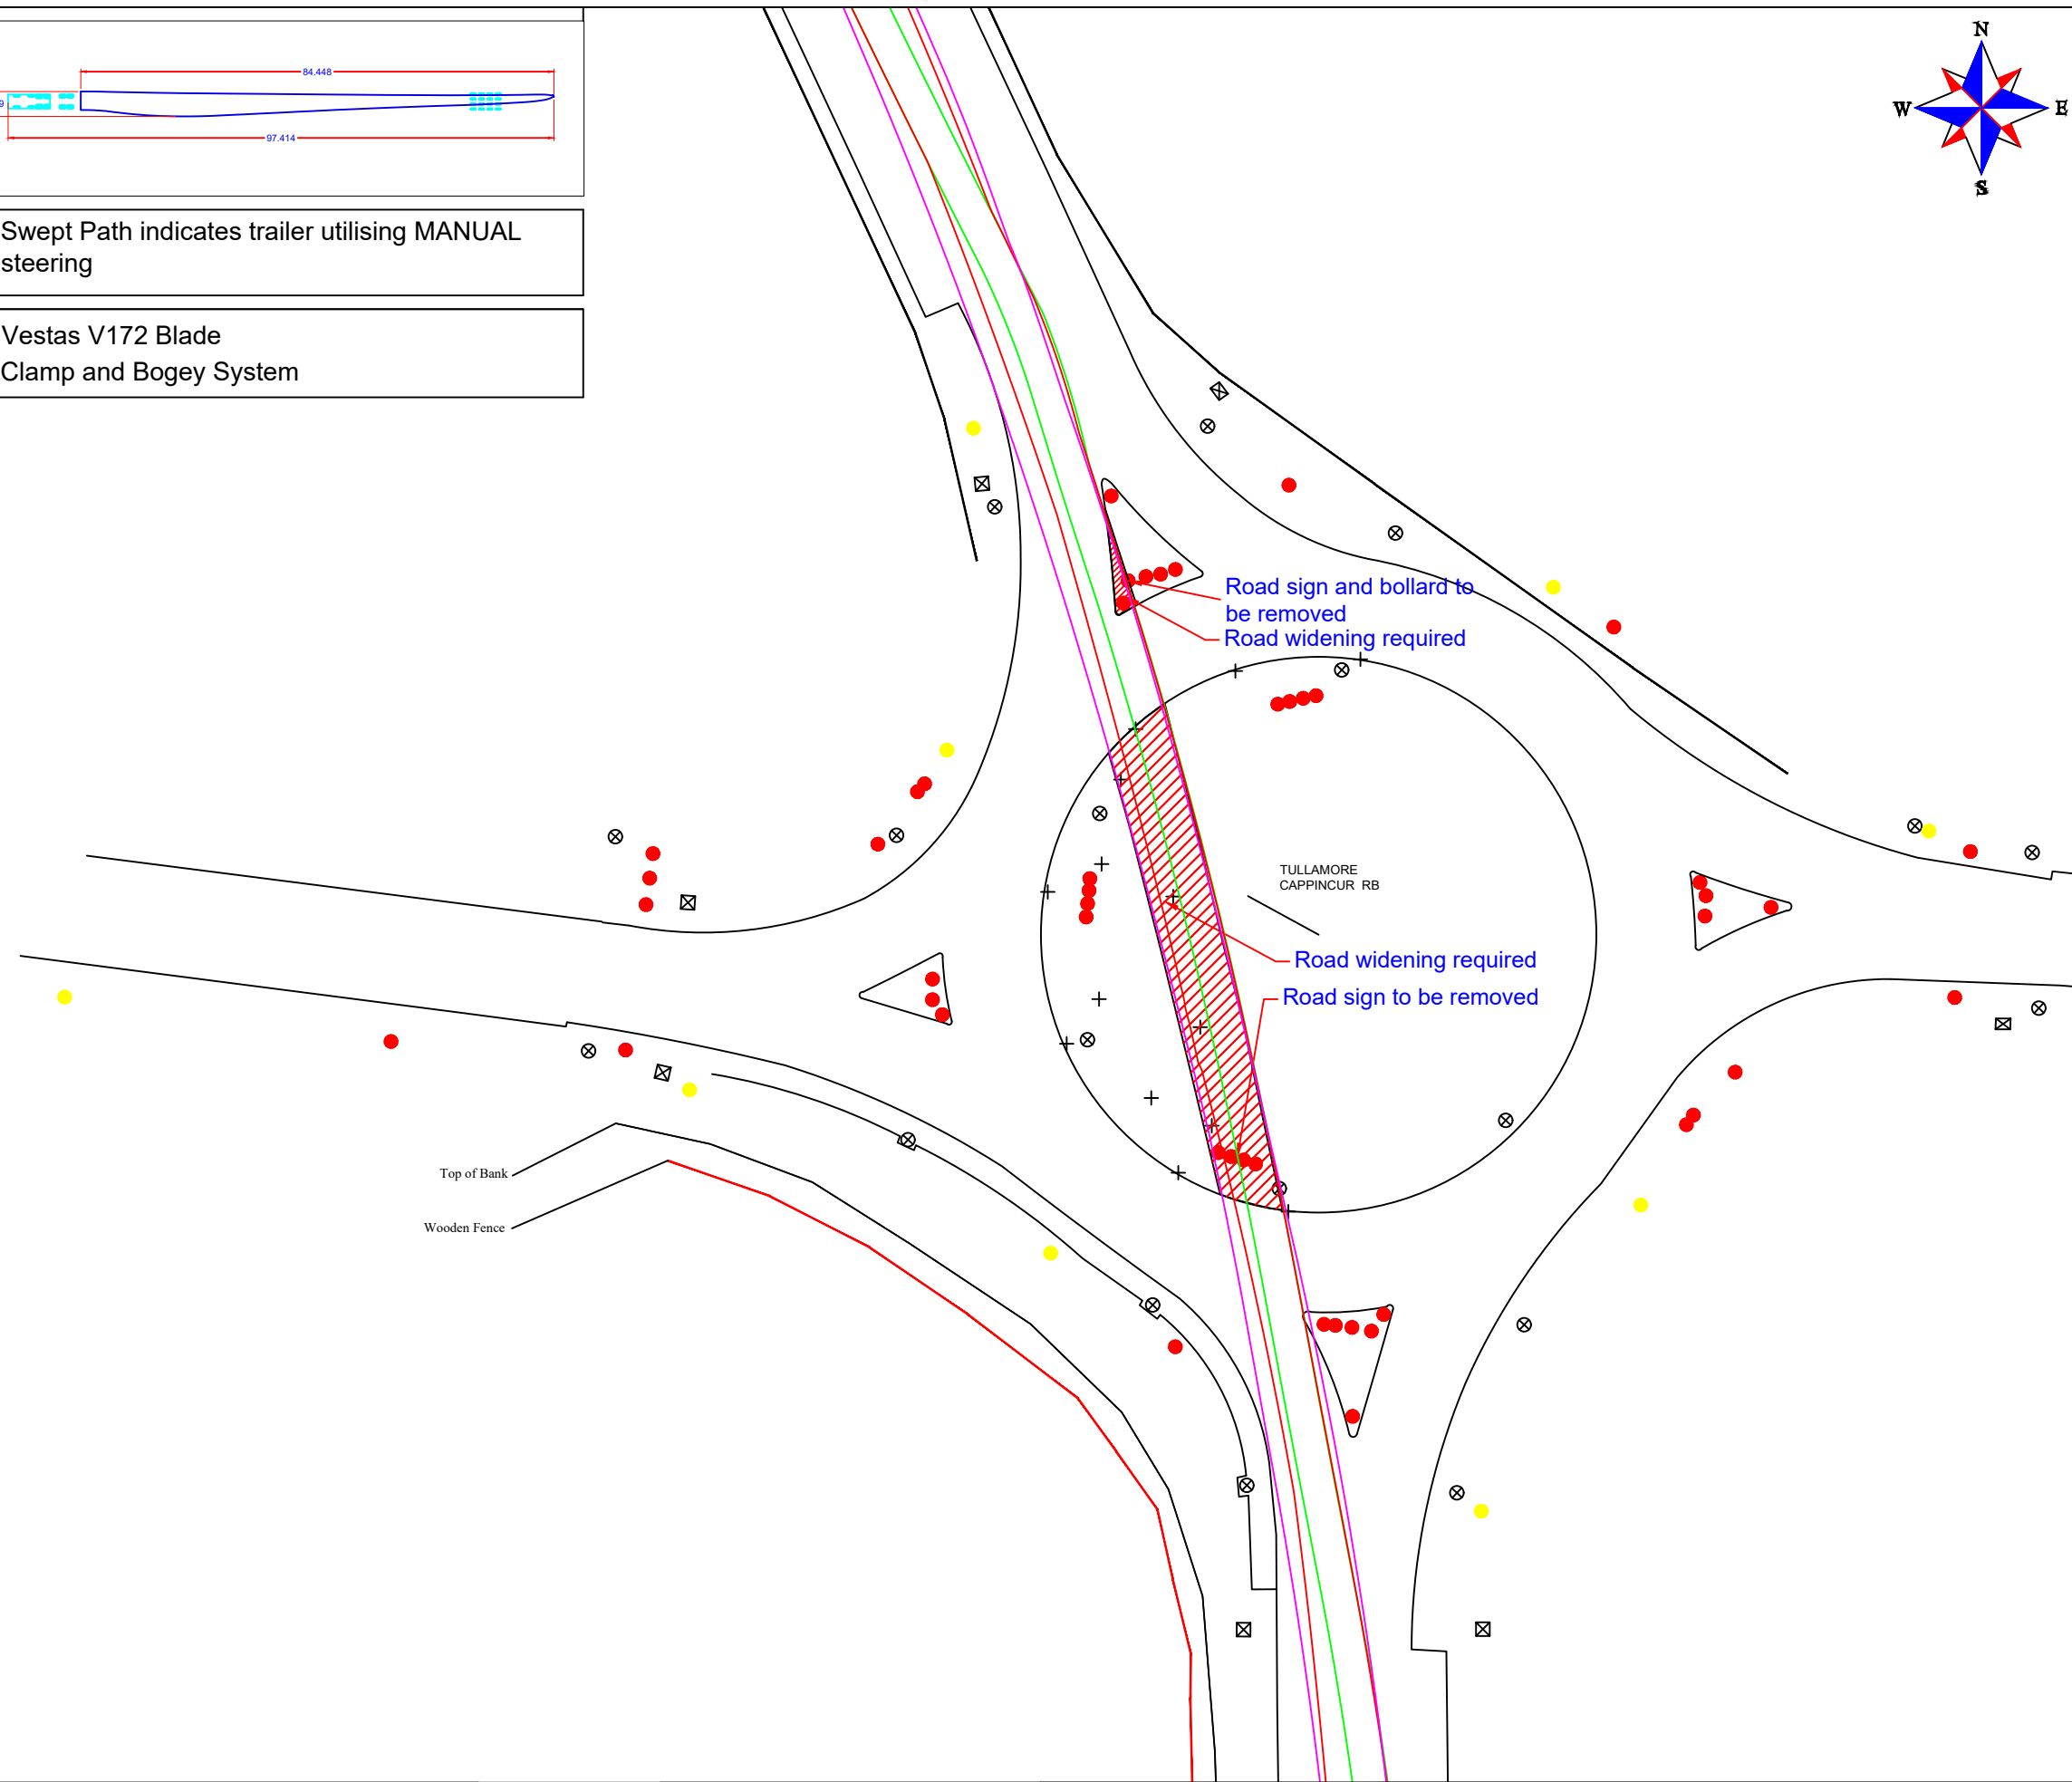 84.448
97.414
Swept Path indicates trailer utilising MANUAL
steering
Vestas V172 Blade
Clamp and Bogey System
N
W
E
S
Road sign and bollard to
be removed
Road widening required
TULLAMORE
CAPPINCUR RB
Road widening required
Road sign to be removed
Top of Bank
Wooden Fence